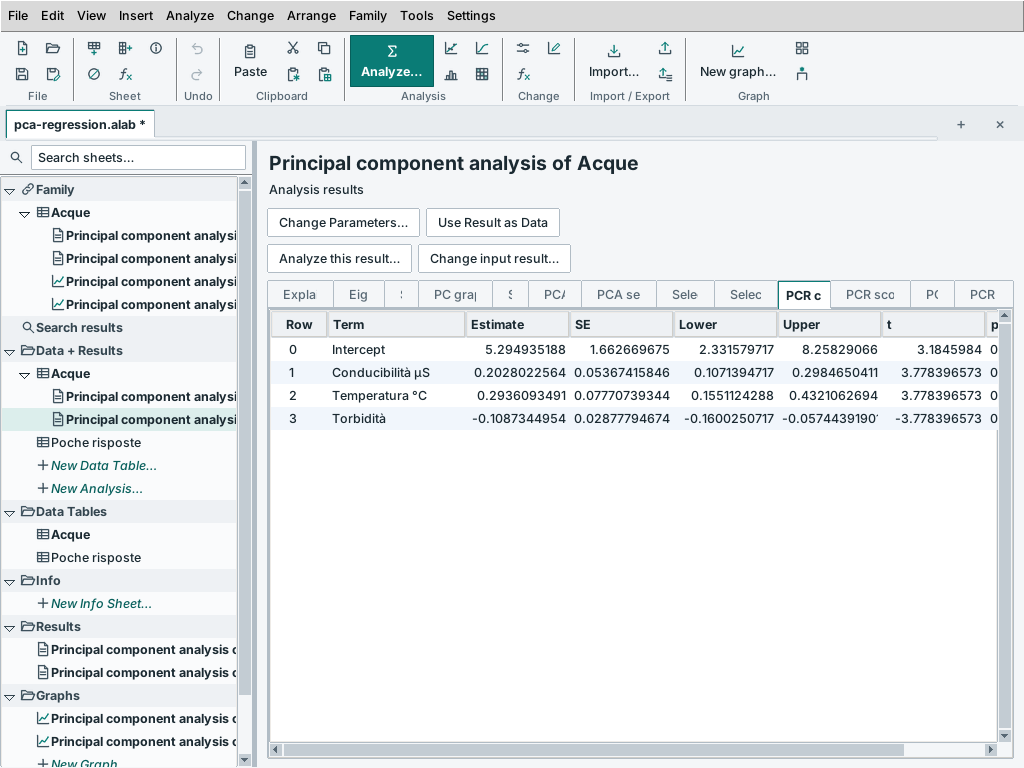 File Edit View Insert Analyze Change Arrange Family Tools Settings
Paste
Analyze...
Import...
New graph...
File Sheet Undo Clipboard Analysis Change Import / Export Graph
pca-regression.alab *
Search sheets...
Family
Acque
Principal component analysi
Principal component analysi
Principal component analysi
Principal component analysi
Search results
Data + Results
Acque
Principal component analysi
Principal component analysi
Poche risposte
New Data Table...
New Analysis...
Data Tables
Acque
Poche risposte
Info
New Info Sheet...
Results
Principal component analysis
Principal component analysis
Graphs
Principal component analysis
Principal component analysis
New Graph
Principal component analysis of Acque
Analysis results
Change Parameters... Use Result as Data
Analyze this result... Change input result...
Expla Eig PC gra PCA PCA se Sele Selec PCR c PCR sco PC PCR
Row Term Estimate SE Lower Upper t p
0 Intercept 5.294935188 1.662669675 2.331579717 8.25829066 3.1845984 0
1 Conducibilità µS 0.2028022564 0.05367415846 0.1071394717 0.2984650411 3.778396573 0
2 Temperatura °C 0.2936093491 0.07770739344 0.1551124288 0.4321062694 3.778396573 0
3 Torbidità -0.1087344954 0.02877794674 -0.1600250717 -0.0574439190 -3.778396573 0